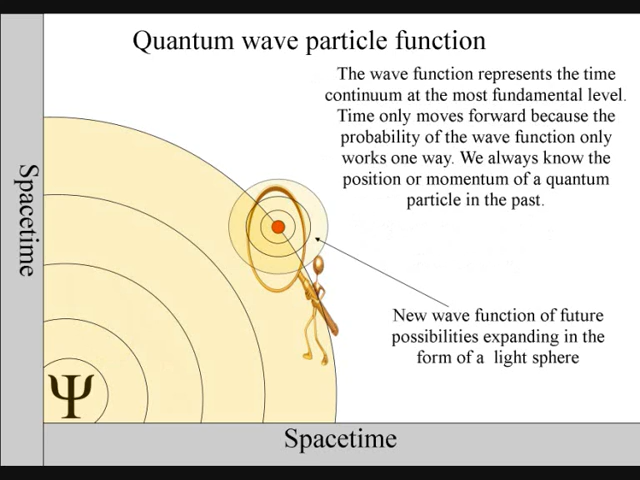 Quantum wave particle function
The wave function represents the time
continuum at the most fundamental level.
Time only moves forward because the
probability of the wave function only
works one way. We always know the
position or momentum of a quantum
particle in the past.
Spacetime
New wave function of future
possibilities expanding in the
form of a light sphere
Ψ
Spacetime